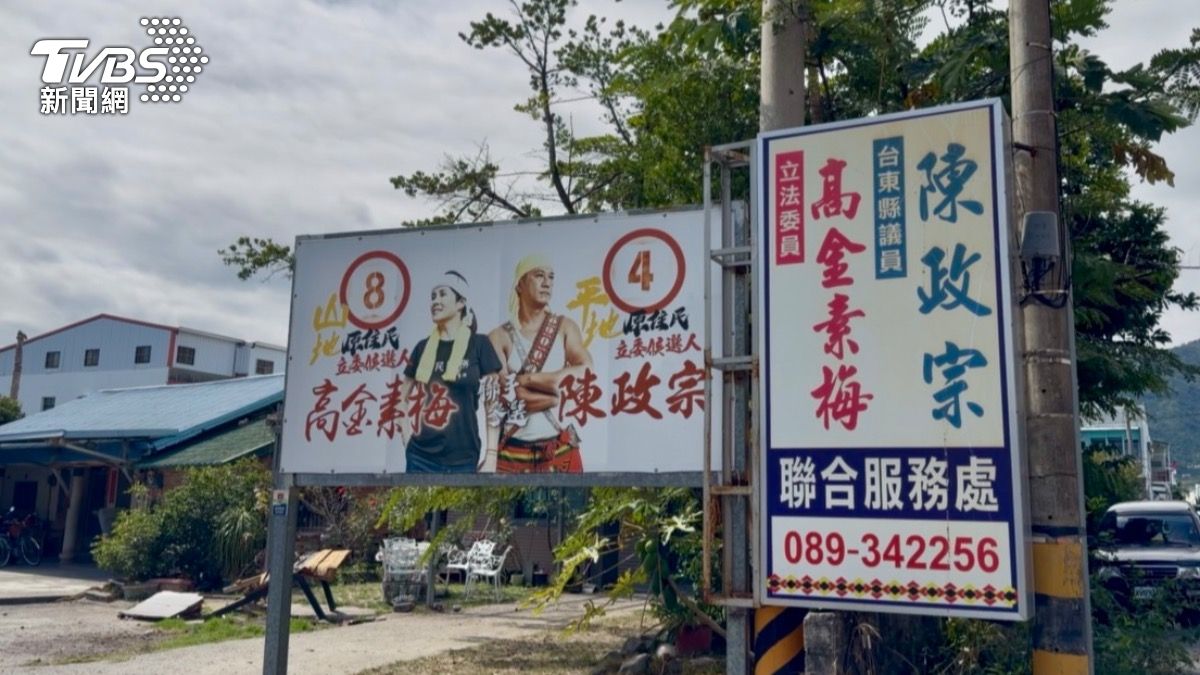 TVBS
新聞網
8
山地
原住民
立委候選人
高金素梅
4
平地
原住民
立委候選人
陳政宗
立法委員
高金素梅
台東縣議員
陳政宗
聯合服務處
089-342256